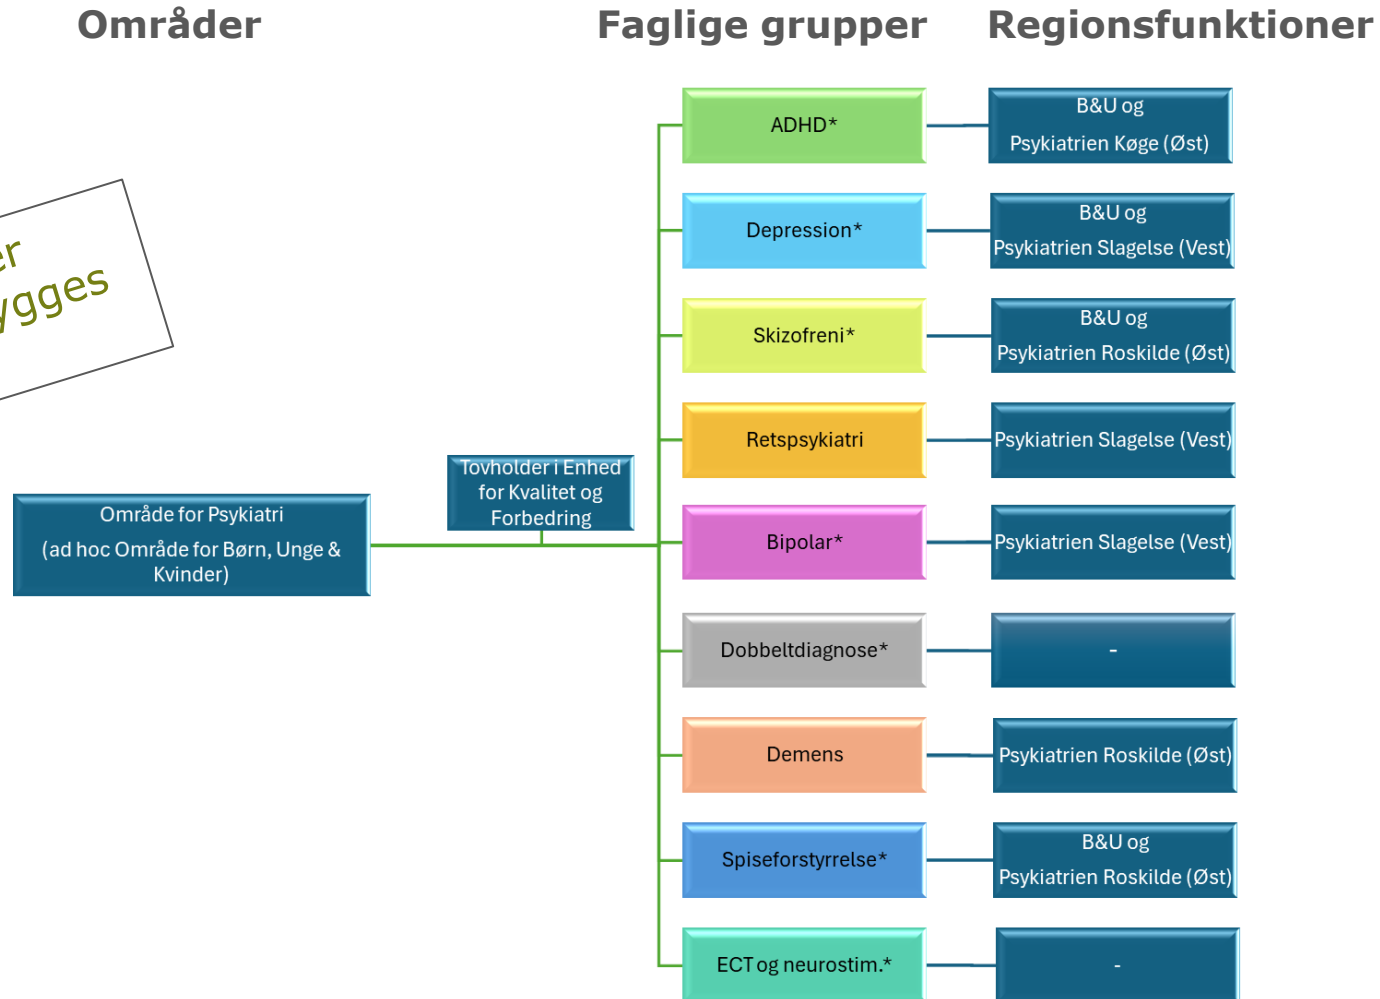 Områder
Faglige grupper
Regionsfunktioner
ADHD*
B&U og
Psykiatrien Køge (Øst)
Depression*
B&U og
Psykiatrien Slagelse (Vest)
Skizofreni*
B&U og
Psykiatrien Roskilde (Øst)
Retspsykiatri
Psykiatrien Slagelse (Vest)
Tovholder i Enhed
for Kvalitet og
Forbedring
Område for Psykiatri
(ad hoc Område for Børn, Unge &
Kvinder)
Bipolar*
Psykiatrien Slagelse (Vest)
Dobbeltdiagnose*
-
Demens
Psykiatrien Roskilde (Øst)
Spiseforstyrrelse*
B&U og
Psykiatrien Roskilde (Øst)
ECT og neurostim.*
-